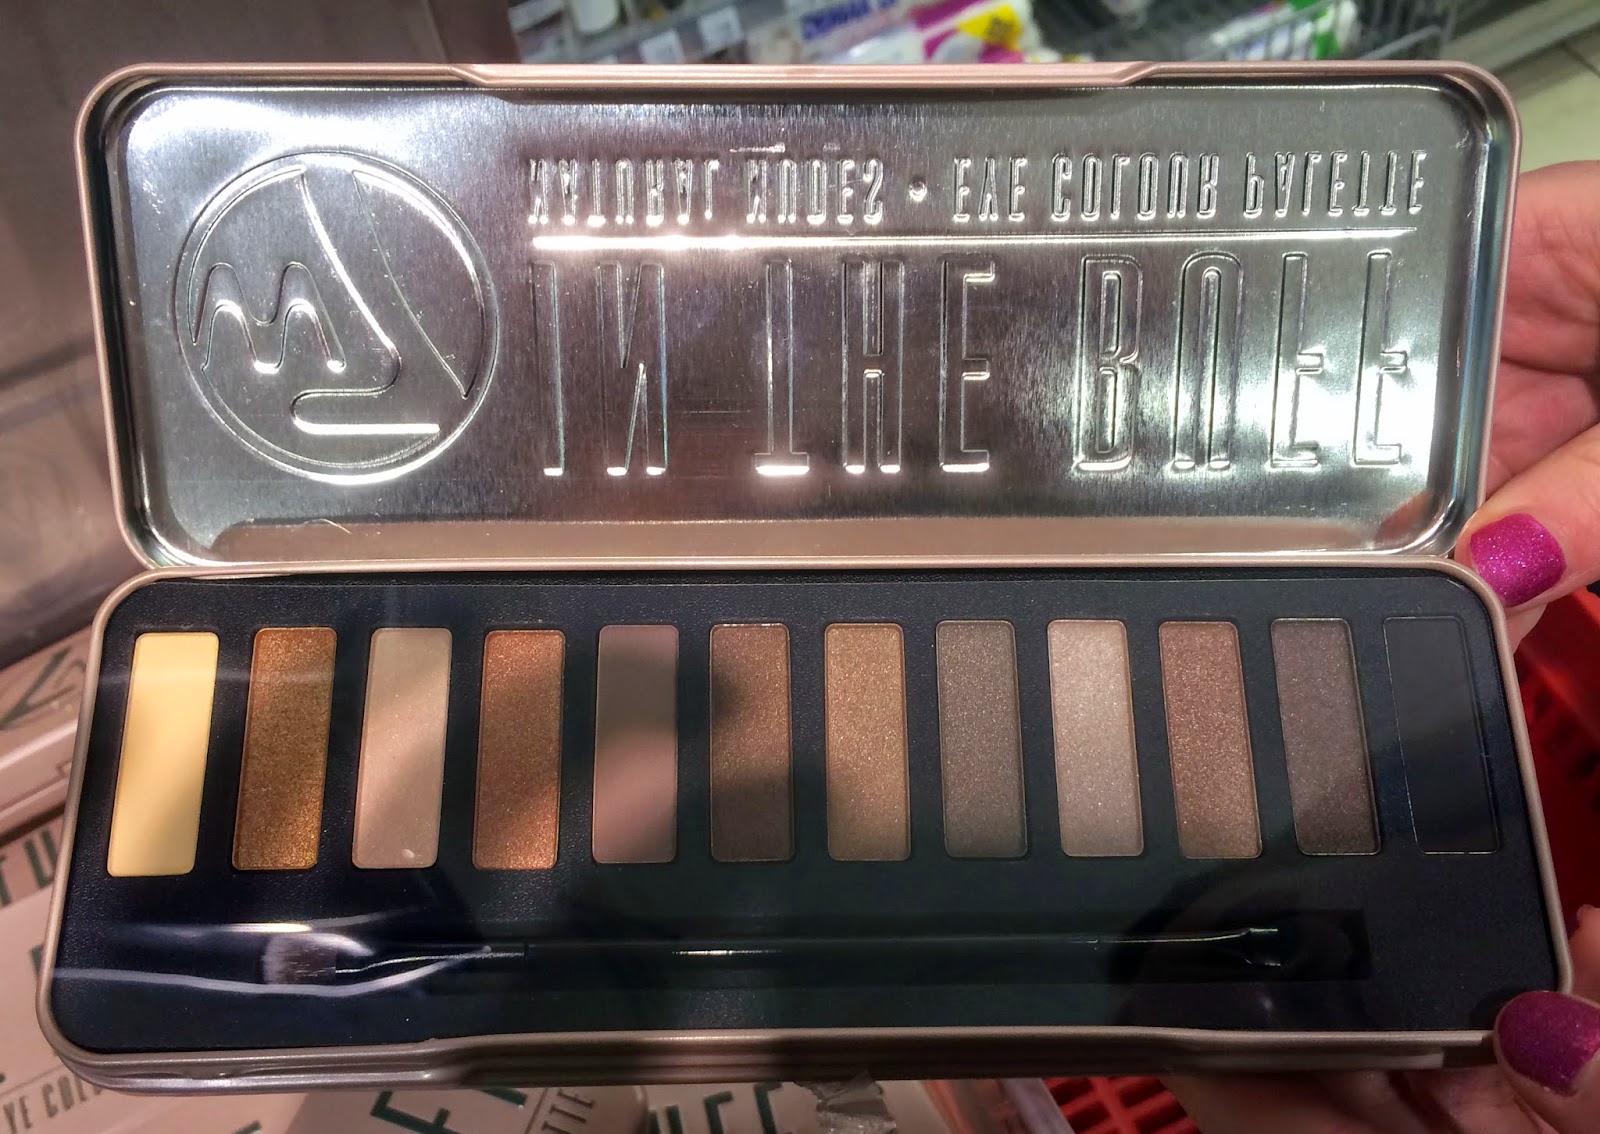 W7
IN THE BUFF
NATURAL NUDES • EYE COLOUR PALETTE